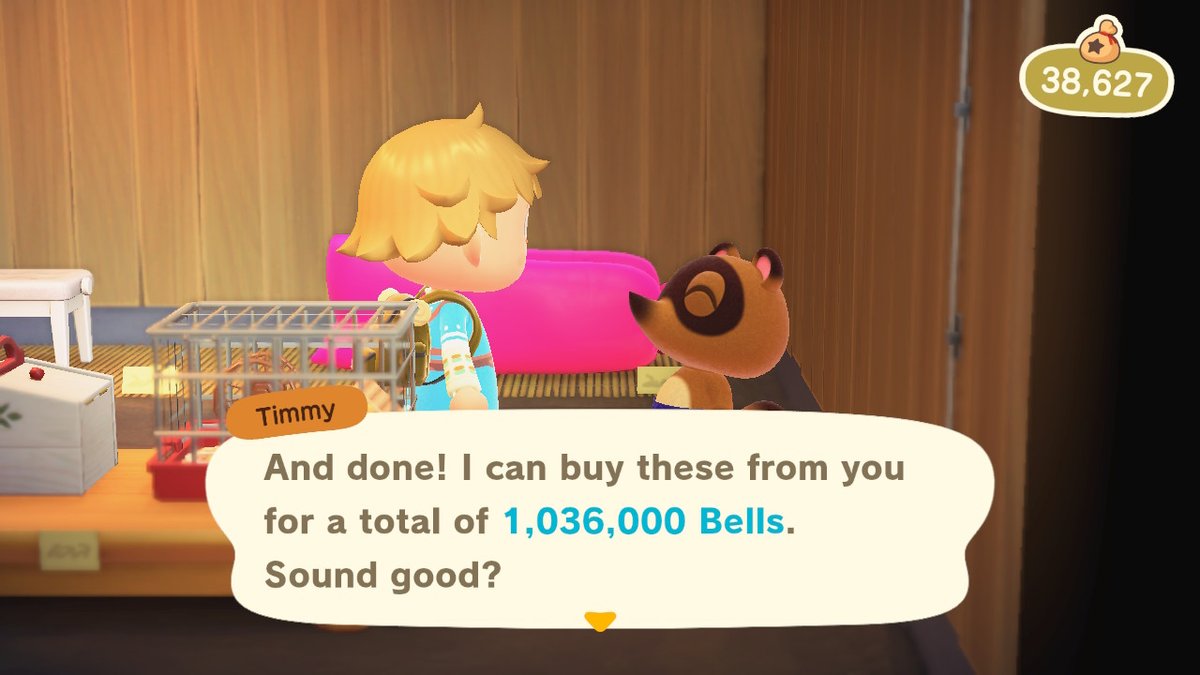 38,627
Timmy
And done! I can buy these from you
for a total of 1,036,000 Bells.
Sound good?